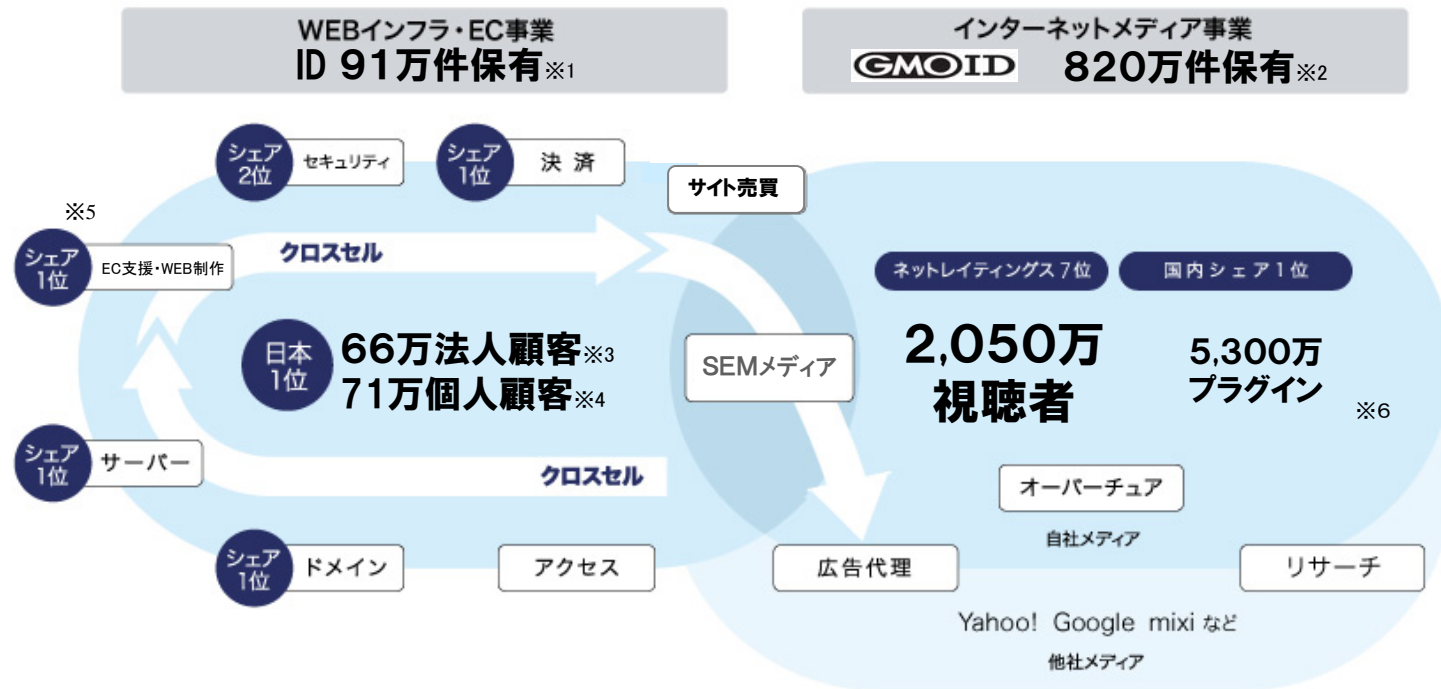 WEBインフラ・EC事業
ID 91万件保有※1
インターネットメディア事業
GMOID 820万件保有※2
シェア
2位
セキュリティ
シェア
1位
決済
サイト売買
※5
シェア
1位
EC支援・WEB制作
クロスセル
ネットレイティングス7位
国内シェア1位
日本
1位
66万法人顧客※3
71万個人顧客※4
SEMメディア
2,050万
視聴者
5,300万
プラグイン
※6
シェア
1位
サーバー
クロスセル
オーバーチュア
自社メディア
シェア
1位
ドメイン
アクセス
広告代理
リサーチ
Yahoo! Google mixi など
他社メディア